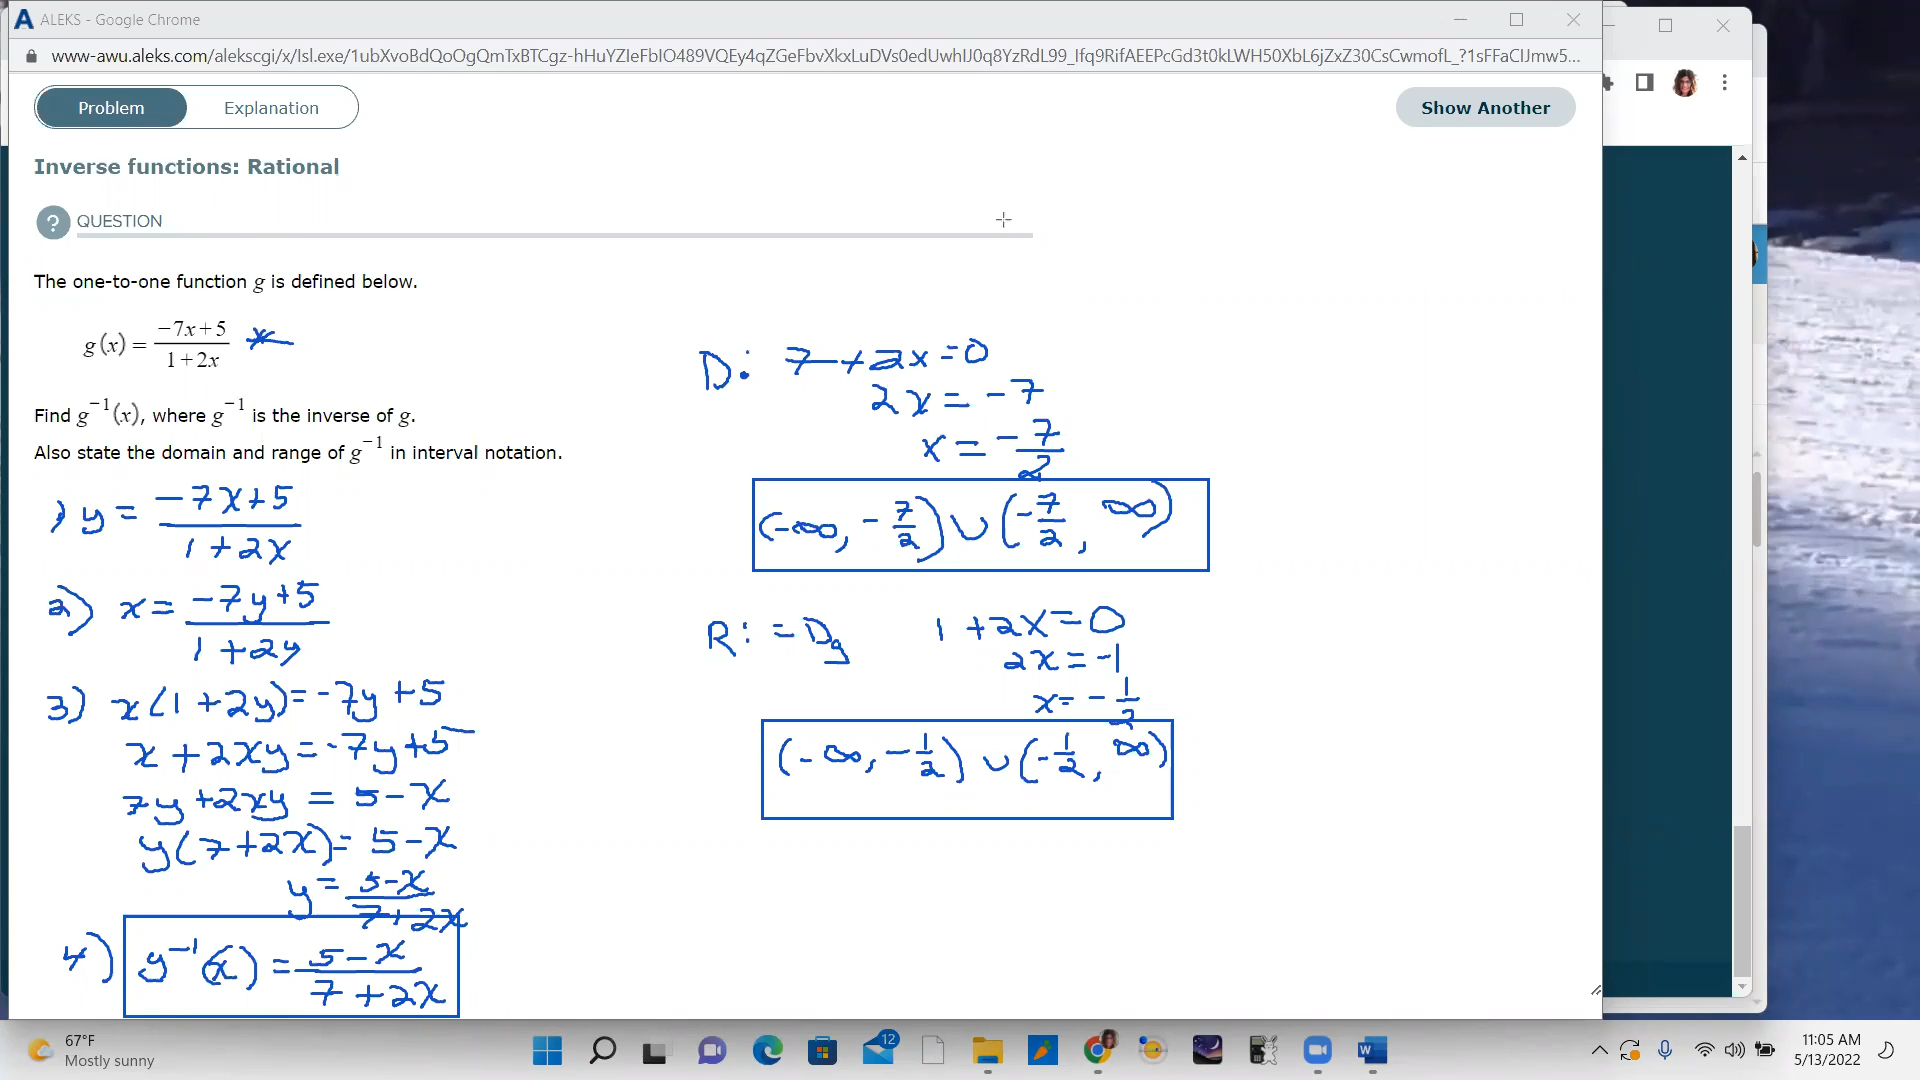 ALEKS - Google Chrome
www-awu.aleks.com/alekscgi/x/Isl.exe/1ubXvoBdQoOgQmTxBTCgz-hHuYZIeFbIO489VQEy4qZGeFbvXkxLuDVs0edUwhIJ0q8YzRdL99_Ifq9RifAEEPcGd3t0kLWH50XbL6jZxZ30CsCwmofL_?1sFFaCIJmw5...
Problem Explanation Show Another
Inverse functions: Rational
? QUESTION
The one-to-one function g is defined below.
g(x) = (−7x+5)/(1+2x)
Find g⁻¹(x), where g⁻¹ is the inverse of g.
Also state the domain and range of g⁻¹ in interval notation.
1) y = (-7x+5)/(1+2x)
2) x = (-7y+5)/(1+2y)
3) x(1+2y) = -7y+5
x+2xy = -7y+5
7y+2xy = 5-x
y(7+2x) = 5-x
y = (5-x)/(7+2x)
4) g⁻¹(x) = (5-x)/(7+2x)
D: 7+2x=0
2x = -7
x = -7/2
(-∞, -7/2) ∪ (-7/2, ∞)
R: = Dg 1+2x=0
2x=-1
x= -1/2
(-∞, -1/2) ∪ (-1/2, ∞)
67°F
Mostly sunny
12
11:05 AM
5/13/2022